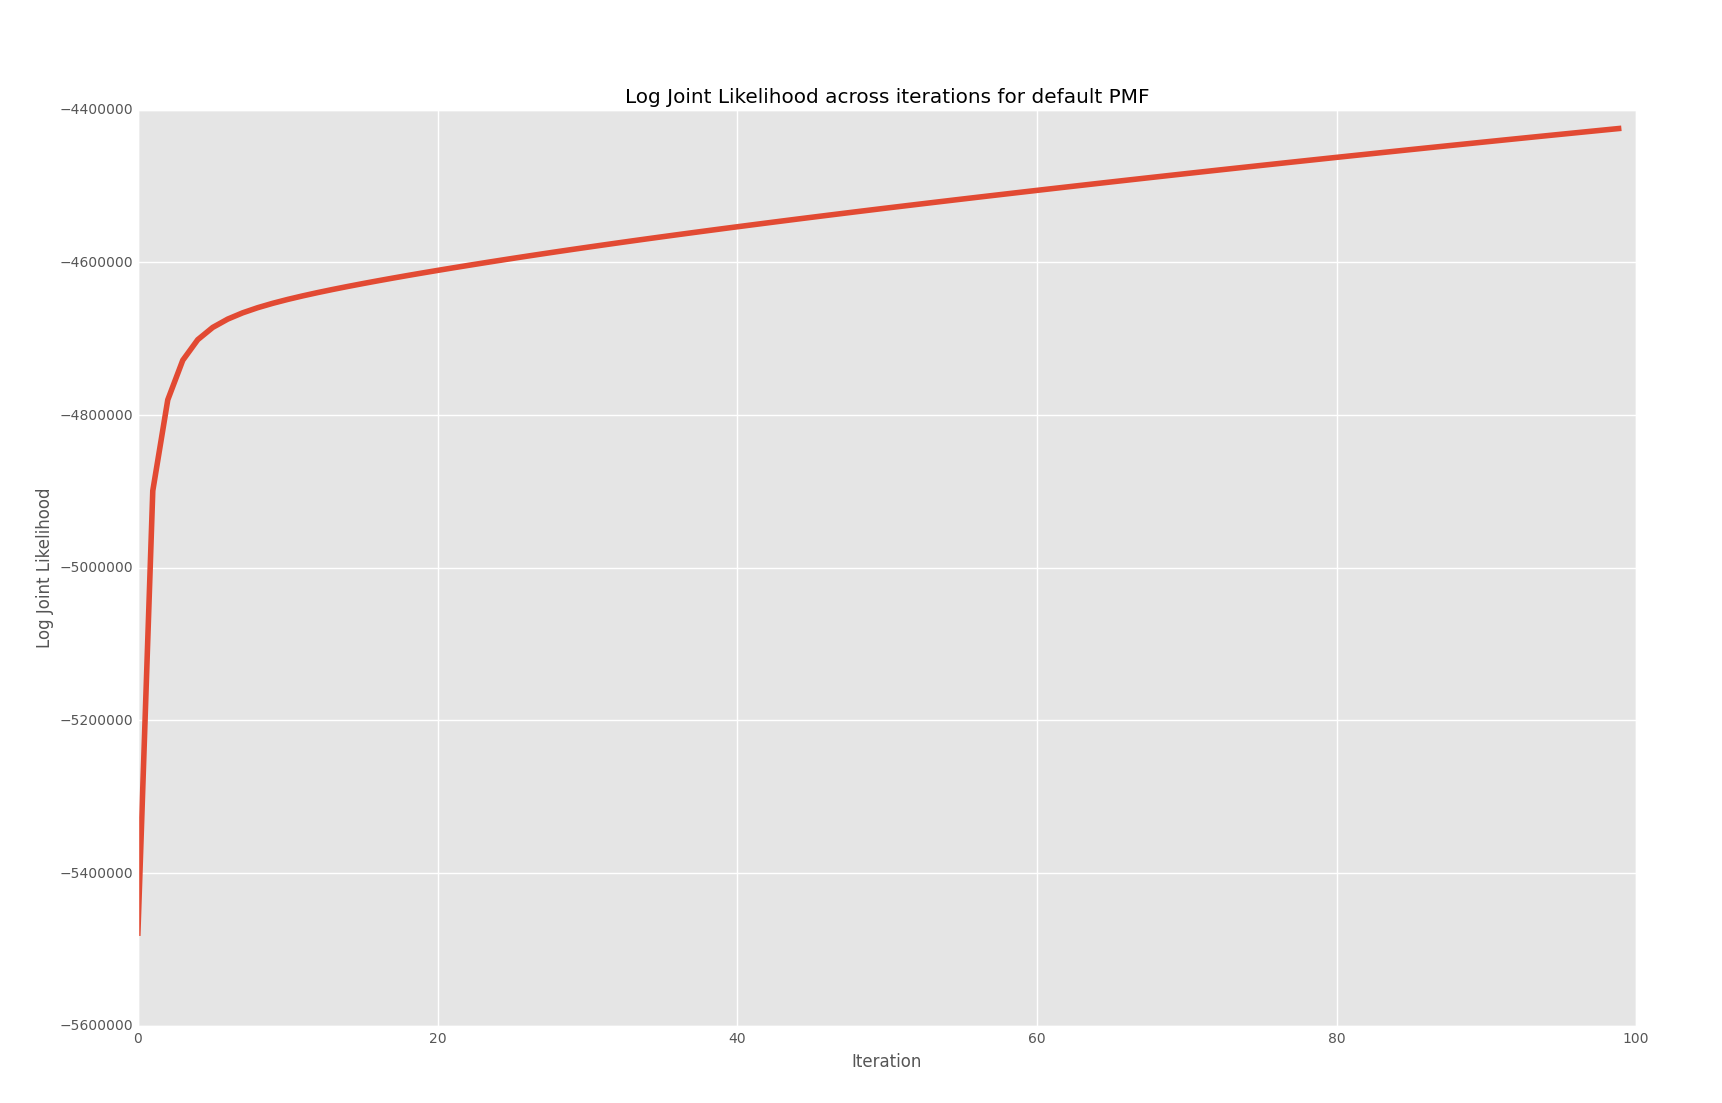 Log Joint Likelihood across iterations for default PMF
−4400000
−4600000
−4800000
−5000000
−5200000
−5400000
−5600000
Log Joint Likelihood
0 20 40 60 80 100
Iteration